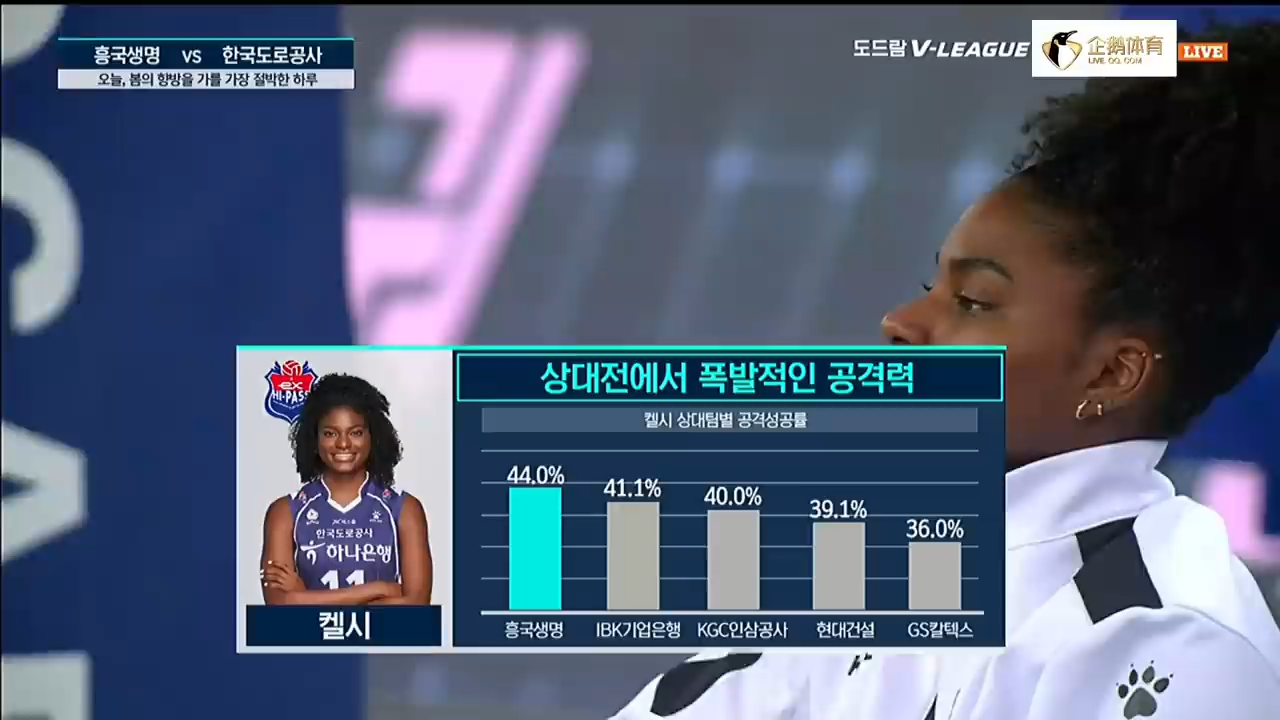 흥국생명 VS 한국도로공사
오늘, 봄의 향방을 가를 가장 절박한 하루
도드람 V-LEAGUE
企鹅体育
LIVE.QQ.COM
LIVE
상대전에서 폭발적인 공격력
켈시 상대팀별 공격성공률
44.0%
41.1%
40.0%
39.1%
36.0%
흥국생명
IBK기업은행
KGC인삼공사
현대건설
GS칼텍스
ex
HI-PASS
한국도로공사
하나은행
11
켈시